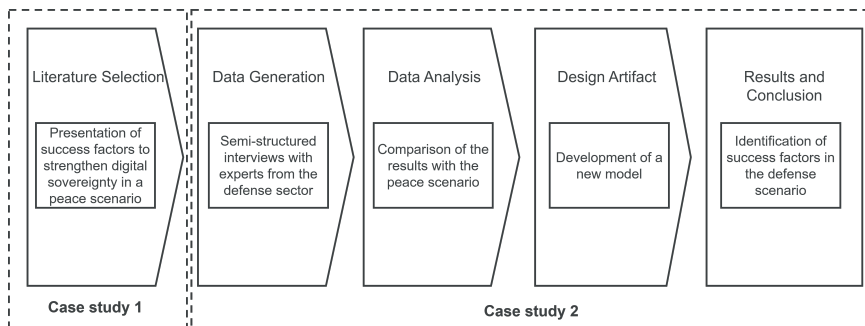 Literature Selection
Presentation of
success factors to
strengthen digital
sovereignty in a
peace scenario
Case study 1
Data Generation
Semi-structured
interviews with
experts from the
defense sector
Data Analysis
Comparison of the
results with the
peace scenario
Design Artifact
Development of a
new model
Results and
Conclusion
Identification of
success factors in
the defense
scenario
Case study 2